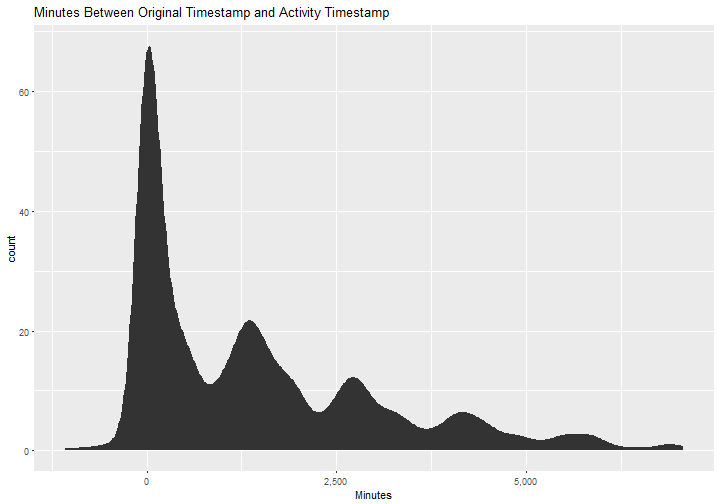 Minutes Between Original Timestamp and Activity Timestamp
60
40
20
0
count
0
2,500
5,000
Minutes